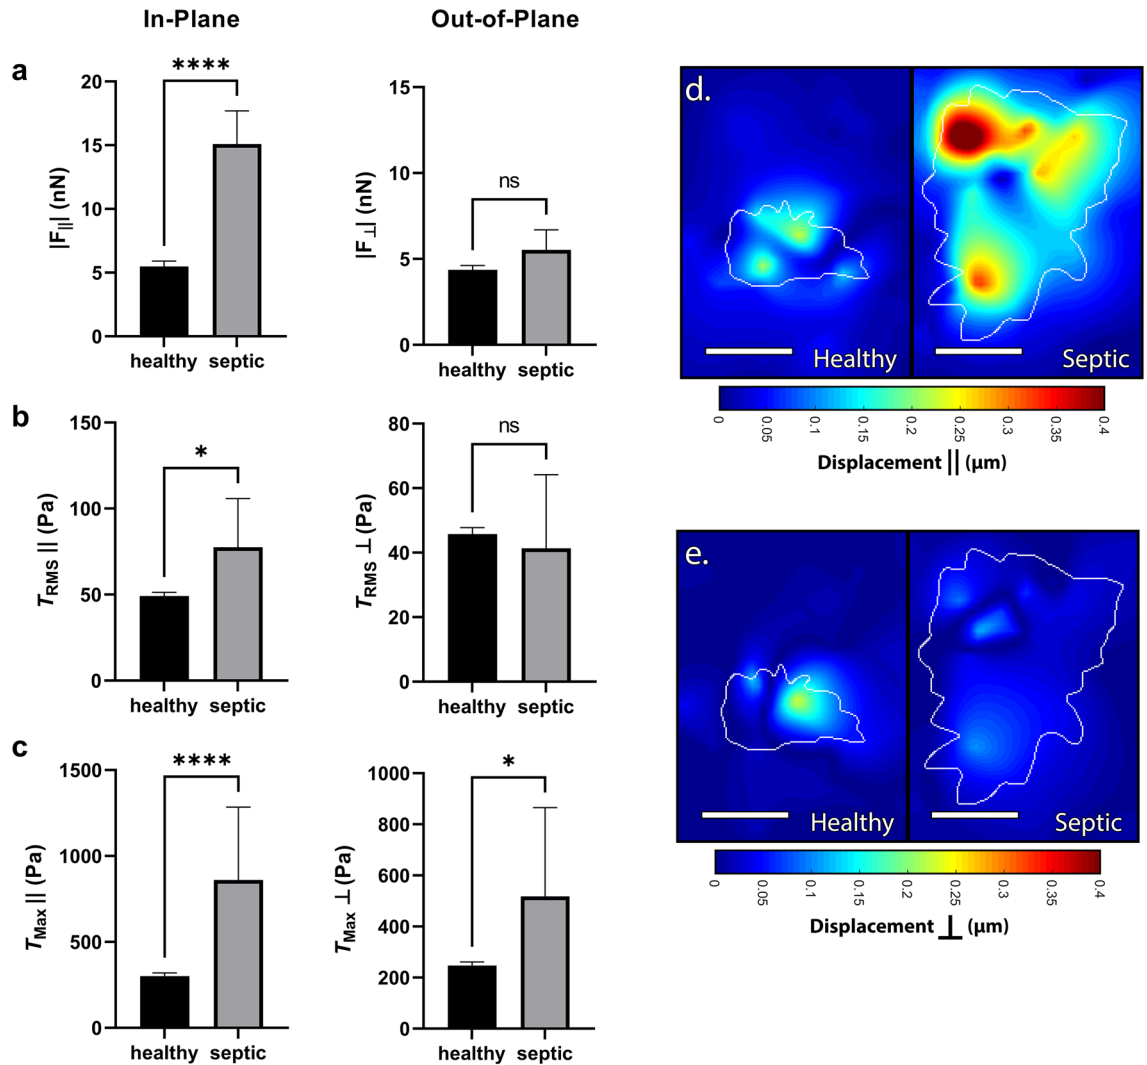 In-Plane
Out-of-Plane
a
|F||| (nN)
20
15
10
5
0
****
healthy septic
|F⊥| (nN)
15
10
5
0
ns
healthy septic
b
TRMS || (Pa)
150
100
50
0
*
healthy septic
TRMS ⊥ (Pa)
80
60
40
20
0
ns
healthy septic
c
TMax || (Pa)
1500
1000
500
0
****
healthy septic
TMax ⊥ (Pa)
1000
800
600
400
200
0
*
healthy septic
d.
Healthy
Septic
0 0.05 0.1 0.15 0.2 0.25 0.3 0.35 0.4
Displacement || (µm)
e.
Healthy
Septic
0 0.05 0.1 0.15 0.2 0.25 0.3 0.35 0.4
Displacement ⊥ (µm)